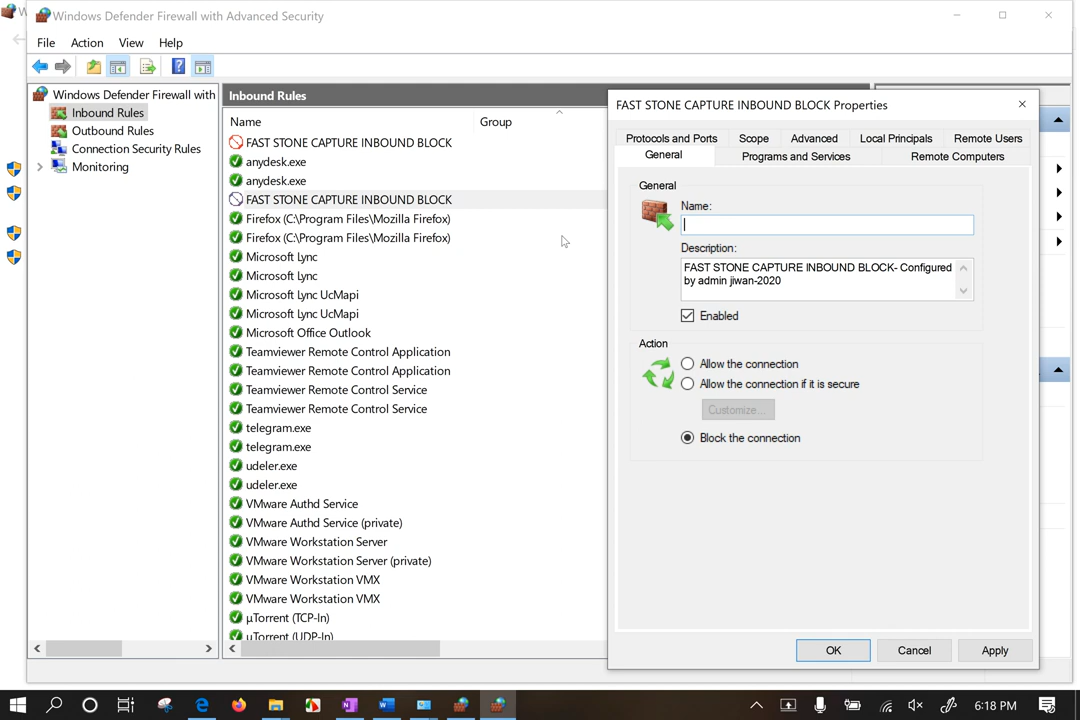 Windows Defender Firewall with Advanced Security
File Action View Help
Windows Defender Firewall with
Inbound Rules
Outbound Rules
Connection Security Rules
Monitoring
Inbound Rules
Name Group
FAST STONE CAPTURE INBOUND BLOCK
anydesk.exe
anydesk.exe
FAST STONE CAPTURE INBOUND BLOCK
Firefox (C:\Program Files\Mozilla Firefox)
Firefox (C:\Program Files\Mozilla Firefox)
Microsoft Lync
Microsoft Lync
Microsoft Lync UcMapi
Microsoft Lync UcMapi
Microsoft Office Outlook
Teamviewer Remote Control Application
Teamviewer Remote Control Application
Teamviewer Remote Control Service
Teamviewer Remote Control Service
telegram.exe
telegram.exe
udeler.exe
udeler.exe
VMware Authd Service
VMware Authd Service (private)
VMware Workstation Server
VMware Workstation Server (private)
VMware Workstation VMX
VMware Workstation VMX
µTorrent (TCP-In)
µTorrent (UDP-In)
FAST STONE CAPTURE INBOUND BLOCK Properties
Protocols and Ports Scope Advanced Local Principals Remote Users
General Programs and Services Remote Computers
General
Name:
Description:
FAST STONE CAPTURE INBOUND BLOCK- Configured
by admin jiwan-2020
Enabled
Action
Allow the connection
Allow the connection if it is secure
Customize...
Block the connection
OK Cancel Apply
6:18 PM